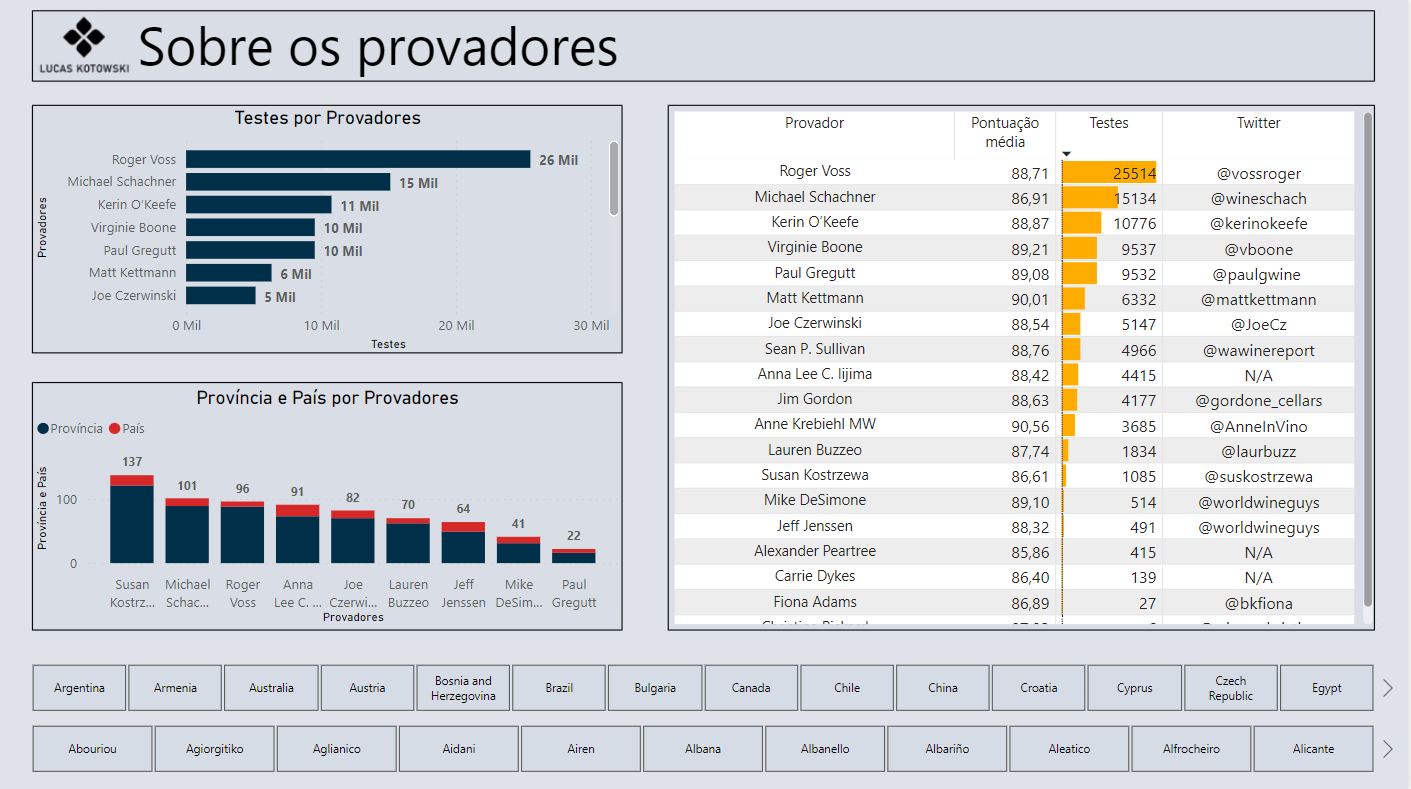 LUCAS KOTOWSKI
Sobre os provadores
Testes por Provadores
Provadores
Roger Voss 26 Mil
Michael Schachner 15 Mil
Kerin O'Keefe 11 Mil
Virginie Boone 10 Mil
Paul Gregutt 10 Mil
Matt Kettmann 6 Mil
Joe Czerwinski 5 Mil
0 Mil 10 Mil 20 Mil 30 Mil
Testes
Província e País por Provadores
Província País
Província e País
137 101 96 91 82 70 64 41 22
100
0
Susan Michael Roger Anna Joe Lauren Jeff Mike Paul
Kostrz... Schac... Voss Lee C. ... Czerwi... Buzzeo Jenssen DeSim... Gregutt
Provadores
Provador Pontuação média Testes Twitter
Roger Voss 88,71 25514 @vossroger
Michael Schachner 86,91 15134 @wineschach
Kerin O'Keefe 88,87 10776 @kerinokeefe
Virginie Boone 89,21 9537 @vboone
Paul Gregutt 89,08 9532 @paulgwine
Matt Kettmann 90,01 6332 @mattkettmann
Joe Czerwinski 88,54 5147 @JoeCz
Sean P. Sullivan 88,76 4966 @wawinereport
Anna Lee C. Iijima 88,42 4415 N/A
Jim Gordon 88,63 4177 @gordone_cellars
Anne Krebiehl MW 90,56 3685 @AnneInVino
Lauren Buzzeo 87,74 1834 @laurbuzz
Susan Kostrzewa 86,61 1085 @suskostrzewa
Mike DeSimone 89,10 514 @worldwineguys
Jeff Jenssen 88,32 491 @worldwineguys
Alexander Peartree 85,86 415 N/A
Carrie Dykes 86,40 139 N/A
Fiona Adams 86,89 27 @bkfiona
Argentina Armenia Australia Austria Bosnia and Herzegovina Brazil Bulgaria Canada Chile China Croatia Cyprus Czech Republic Egypt
Abouriou Agiorgitiko Aglianico Aidani Airen Albana Albanello Albariño Aleatico Alfrocheiro Alicante